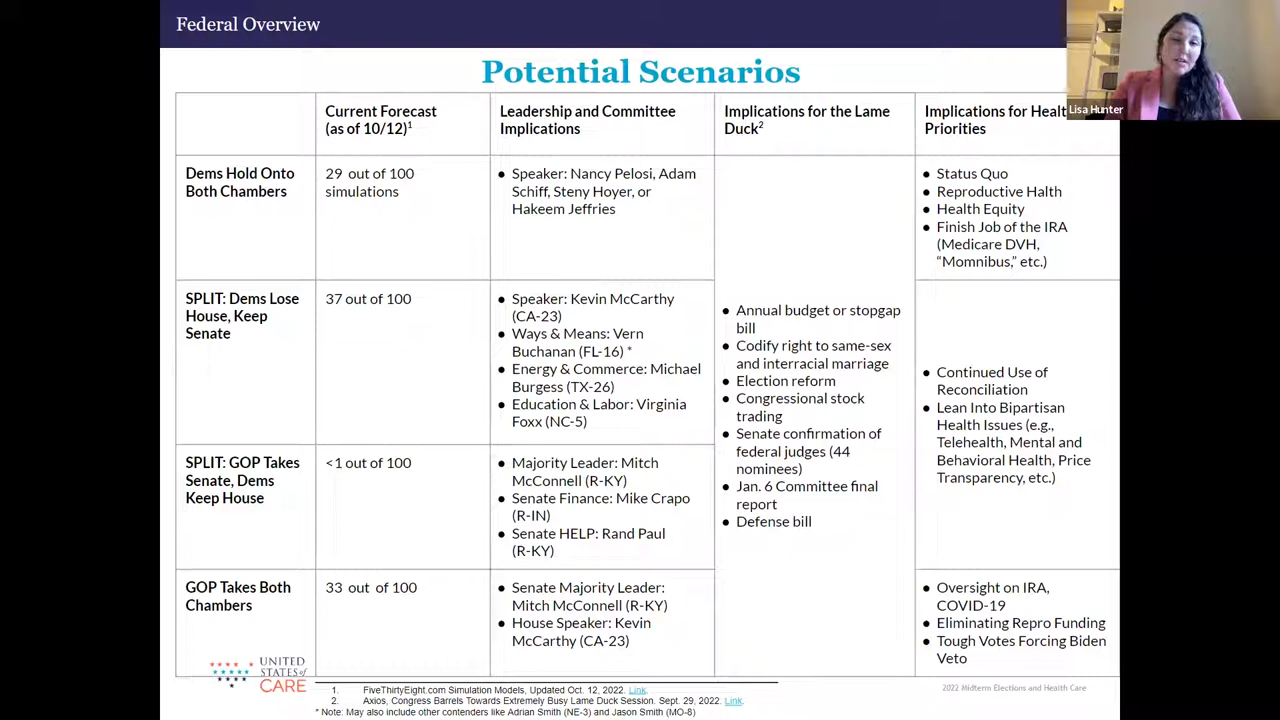 Federal Overview
Lisa Hunter
Potential Scenarios
Current Forecast
(as of 10/12)1
Leadership and Committee
Implications
Implications for the Lame
Duck2
Implications for Heal
Priorities
Dems Hold Onto
Both Chambers
29 out of 100
simulations
● Speaker: Nancy Pelosi, Adam
Schiff, Steny Hoyer, or
Hakeem Jeffries
● Status Quo
● Reproductive Halth
● Health Equity
● Finish Job of the IRA
(Medicare DVH,
“Momnibus,” etc.)
SPLIT: Dems Lose
House, Keep
Senate
37 out of 100
● Speaker: Kevin McCarthy
(CA-23)
● Ways & Means: Vern
Buchanan (FL-16) *
● Energy & Commerce: Michael
Burgess (TX-26)
● Education & Labor: Virginia
Foxx (NC-5)
● Annual budget or stopgap
bill
● Codify right to same-sex
and interracial marriage
● Election reform
● Congressional stock
trading
● Senate confirmation of
federal judges (44
nominees)
● Jan. 6 Committee final
report
● Defense bill
● Continued Use of
Reconciliation
● Lean Into Bipartisan
Health Issues (e.g.,
Telehealth, Mental and
Behavioral Health, Price
Transparency, etc.)
SPLIT: GOP Takes
Senate, Dems
Keep House
<1 out of 100
● Majority Leader: Mitch
McConnell (R-KY)
● Senate Finance: Mike Crapo
(R-IN)
● Senate HELP: Rand Paul
(R-KY)
GOP Takes Both
Chambers
33 out of 100
● Senate Majority Leader:
Mitch McConnell (R-KY)
● House Speaker: Kevin
McCarthy (CA-23)
● Oversight on IRA,
COVID-19
● Eliminating Repro Funding
● Tough Votes Forcing Biden
Veto
UNITED
STATES of
CARE
1. FiveThirtyEight.com Simulation Models, Updated Oct. 12, 2022. Link.
2. Axios, Congress Barrels Towards Extremely Busy Lame Duck Session. Sept. 29, 2022. Link.
* Note: May also include other contenders like Adrian Smith (NE-3) and Jason Smith (MO-8)
2022 Midterm Elections and Health Care